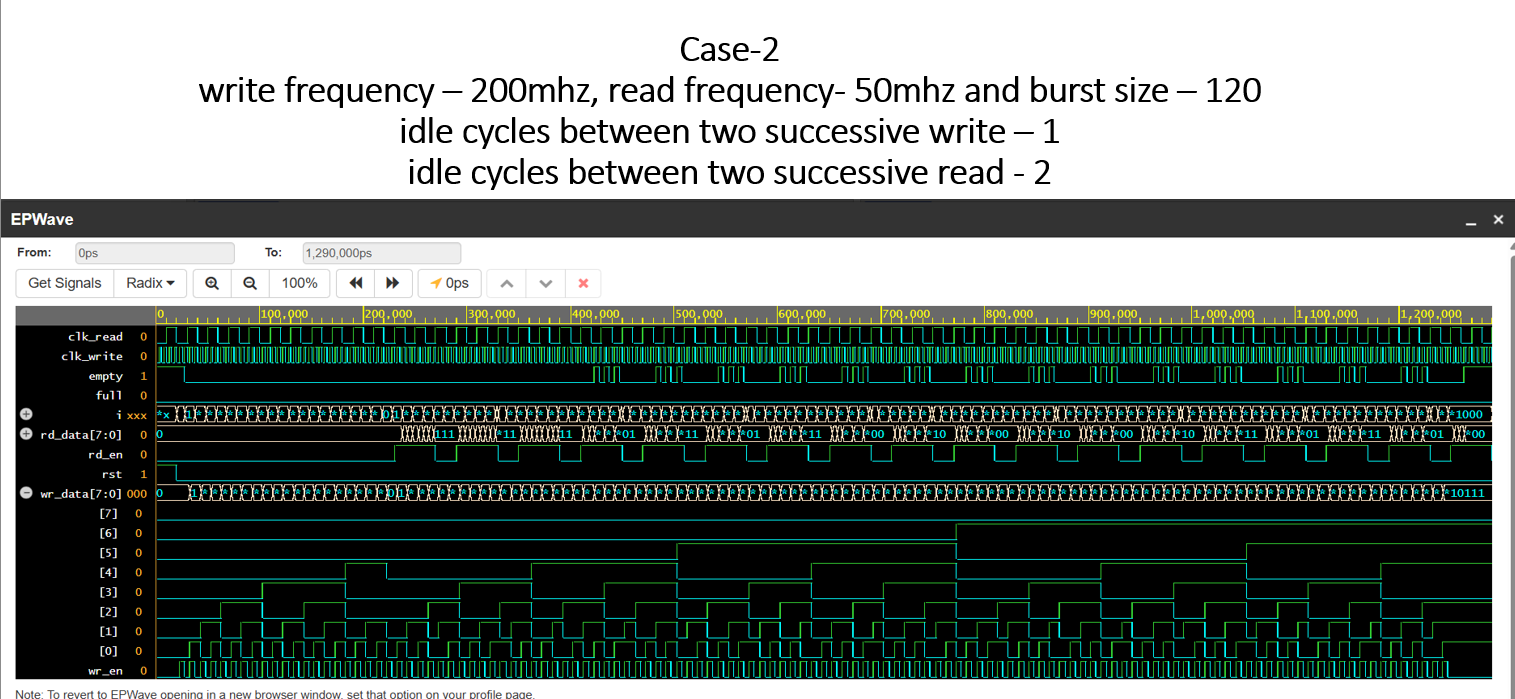 Case-2
write frequency – 200mhz, read frequency- 50mhz and burst size – 120
idle cycles between two successive write – 1
idle cycles between two successive read - 2
EPWave
From: 0ps To: 1,290,000ps
Get Signals Radix 100% 0ps
0 100,000 200,000 300,000 400,000 500,000 600,000 700,000 800,000 900,000 1,000,000 1,100,000 1,200,000
clk_read 0
clk_write 0
empty 1
full 0
i xxx *x 1 1000
rd_data[7:0] 0 0 111 *11 11 *01 *11 *01 *11 *00 *10 *00 *10 *00 *10 *11 *01 *11 *01 *00
rd_en 0
rst 1
wr_data[7:0] 000 0 1 *10111
[7] 0
[6] 0
[5] 0
[4] 0
[3] 0
[2] 0
[1] 0
[0] 0
wr_en 0
Note: To revert to EPWave opening in a new browser window, set that option on your profile page.